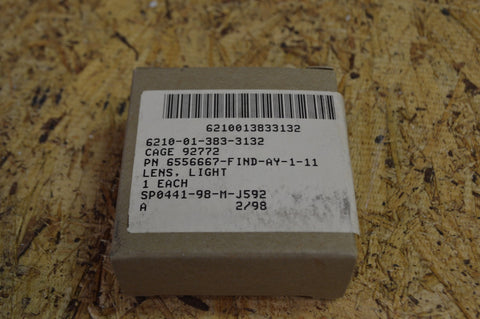 6210013833132
6210-01-383-3132
CAGE 92772
PN 6556667-FIND-AY-1-11
LENS, LIGHT
1 EACH
SP0441-98-M-J592
A 2/98